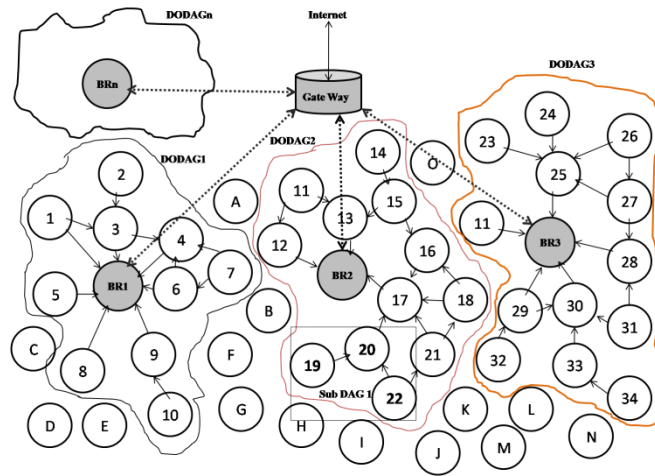 DODAGn
Internet
BRn
Gate Way
DODAG3
DODAG2
DODAG1
24
23
26
25
14
O
2
11
13
15
A
27
1
3
4
11
BR3
12
16
28
BR1
6
7
BR2
17
18
5
29
30
31
B
C
8
9
F
19
20
21
32
33
Sub DAG 1
22
34
10
G
K
L
D
E
H
I
J
M
N